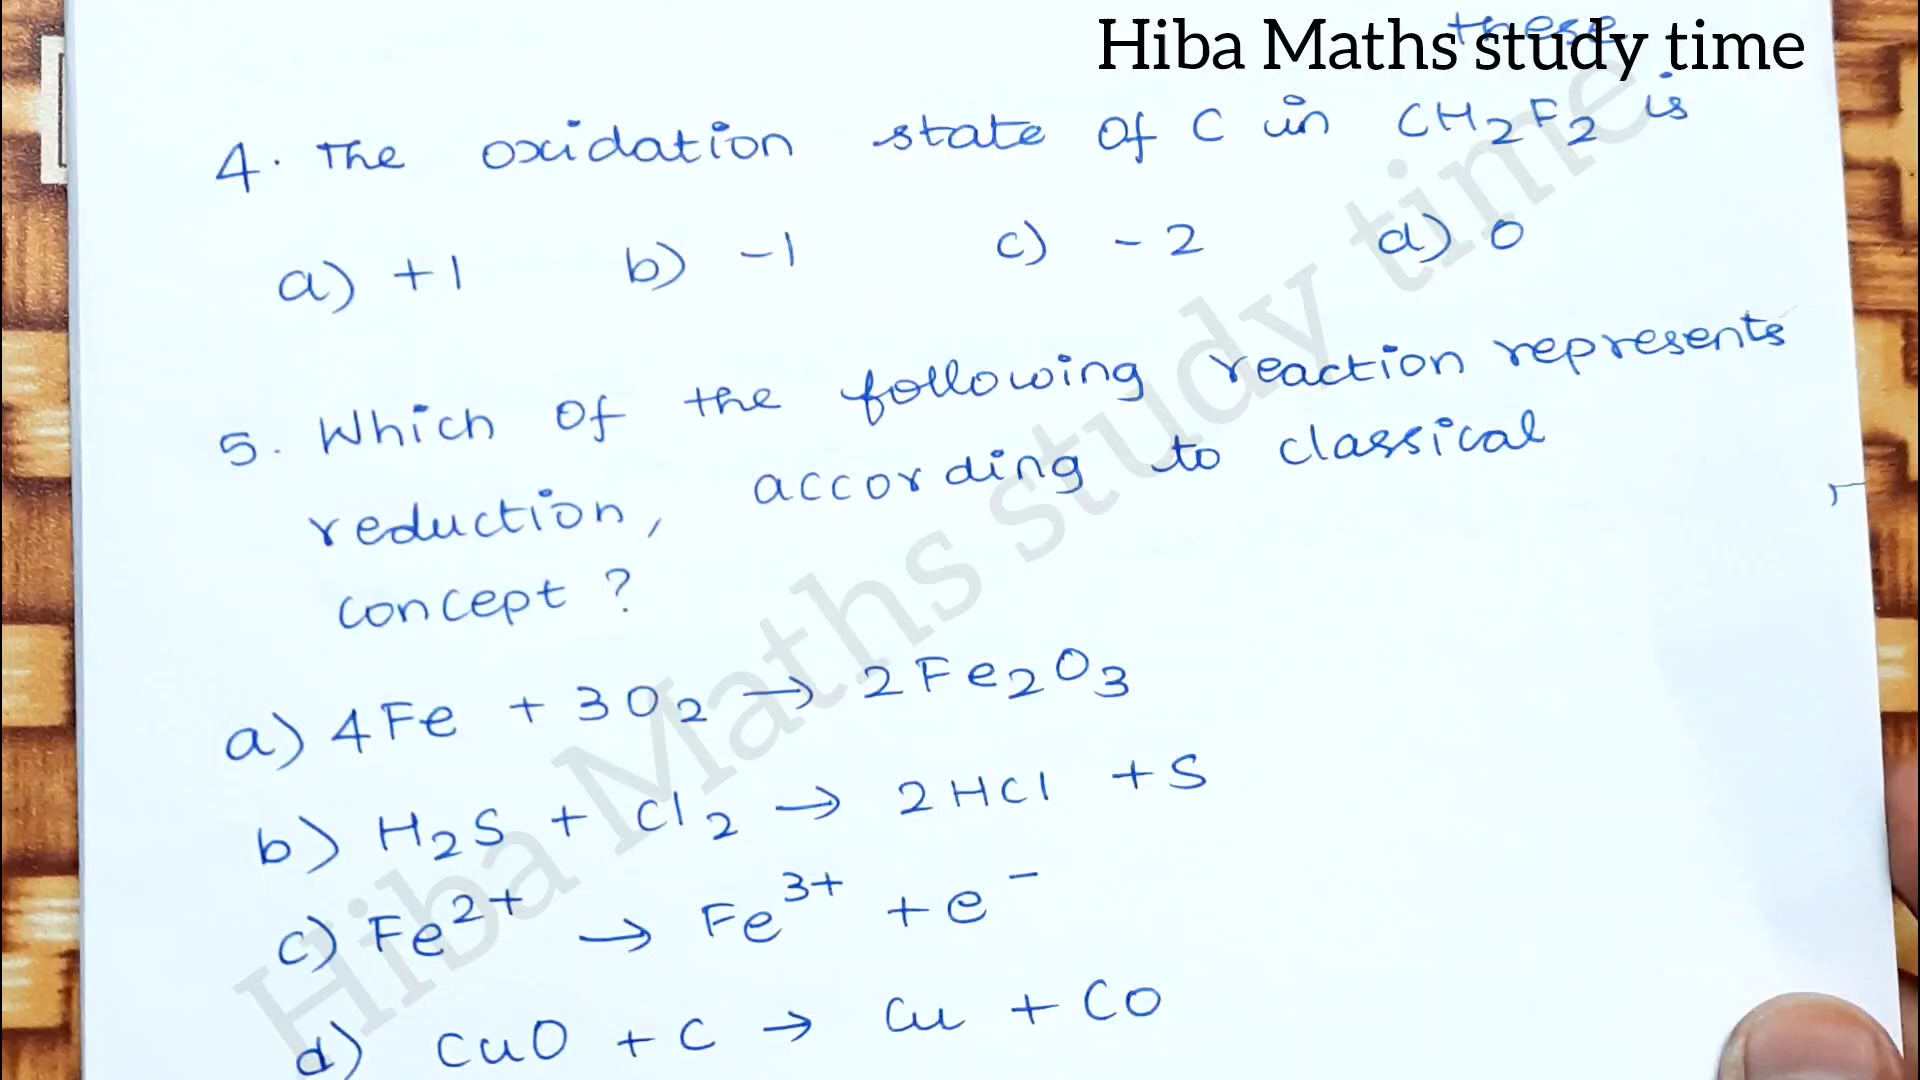 these
Hiba Maths study time
4. The oxidation state of C in CH₂F₂ is
a) +1 b) -1 c) -2 d) 0
5. Which of the following reaction represents
reduction, according to classical
concept ?
a) 4Fe + 3O₂ → 2Fe₂O₃
b) H₂S + Cl₂ → 2HCl + S
c) Fe²⁺ → Fe³⁺ + e⁻
d) CuO + C → Cu + CO
Hiba Maths study time